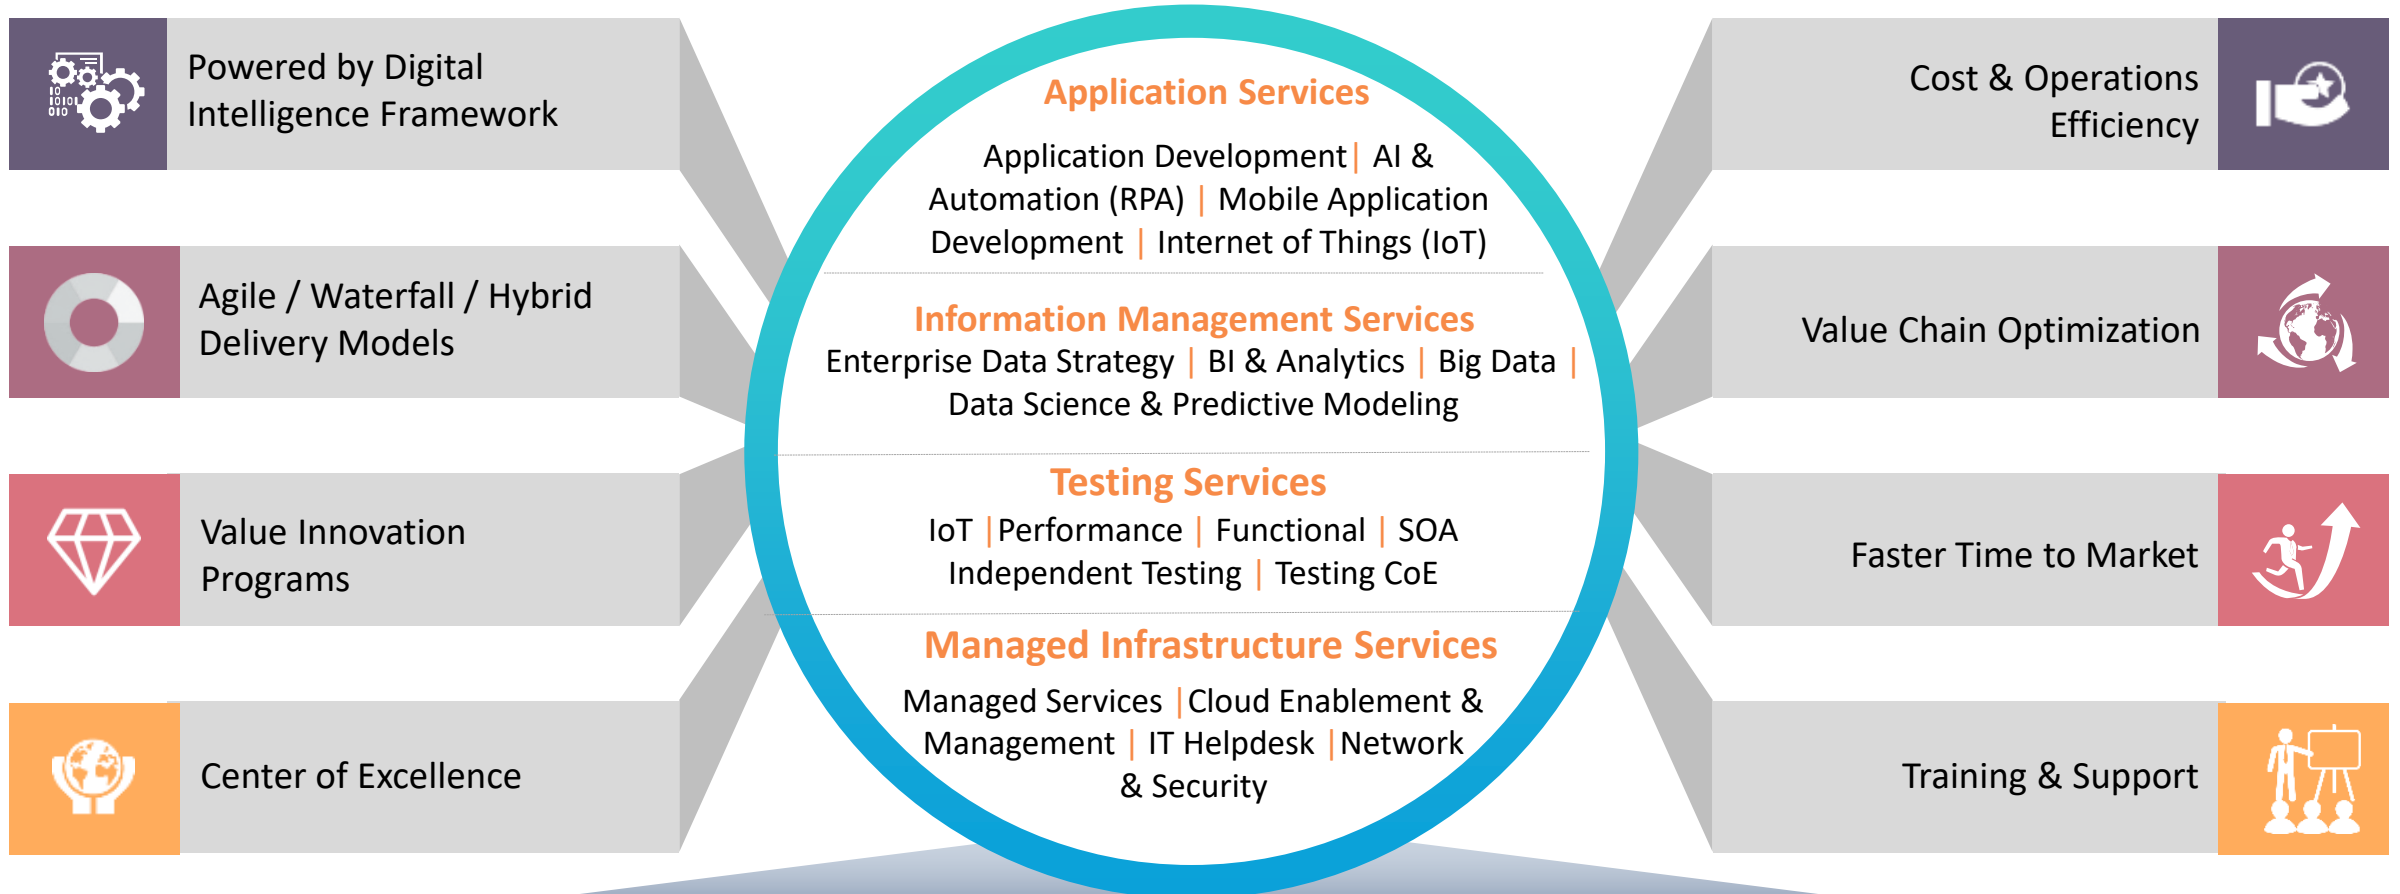 Powered by Digital
Intelligence Framework
Agile / Waterfall / Hybrid
Delivery Models
Value Innovation
Programs
Center of Excellence
Application Services
Application Development| AI &
Automation (RPA) | Mobile Application
Development | Internet of Things (IoT)
Information Management Services
Enterprise Data Strategy | BI & Analytics | Big Data |
Data Science & Predictive Modeling
Testing Services
IoT |Performance | Functional | SOA
Independent Testing | Testing CoE
Managed Infrastructure Services
Managed Services |Cloud Enablement &
Management | IT Helpdesk |Network
& Security
Cost & Operations
Efficiency
Value Chain Optimization
Faster Time to Market
Training & Support
10
10101
010